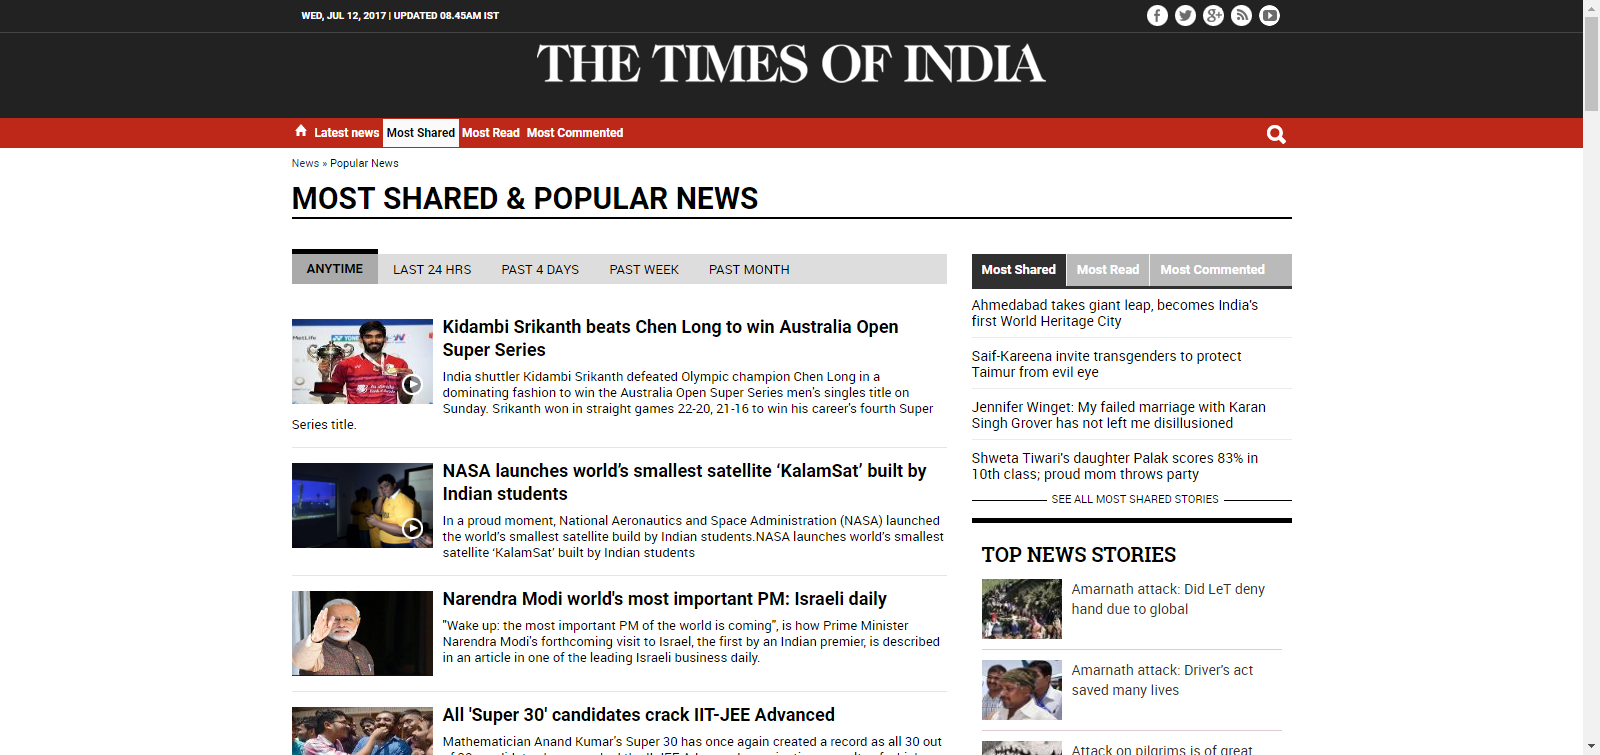 WED, JUL 12, 2017 | UPDATED 08.45AM IST
THE TIMES OF INDIA
Latest news Most Shared Most Read Most Commented
News » Popular News
MOST SHARED & POPULAR NEWS
ANYTIME LAST 24 HRS PAST 4 DAYS PAST WEEK PAST MONTH
Kidambi Srikanth beats Chen Long to win Australia Open
Super Series
India shuttler Kidambi Srikanth defeated Olympic champion Chen Long in a
dominating fashion to win the Australia Open Super Series men's singles title on
Sunday. Srikanth won in straight games 22-20, 21-16 to win his career's fourth Super
Series title.
NASA launches world's smallest satellite ‘KalamSat’ built by
Indian students
In a proud moment, National Aeronautics and Space Administration (NASA) launched
the world's smallest satellite build by Indian students.NASA launches world's smallest
satellite ‘KalamSat’ built by Indian students
Narendra Modi world's most important PM: Israeli daily
"Wake up: the most important PM of the world is coming", is how Prime Minister
Narendra Modi's forthcoming visit to Israel, the first by an Indian premier, is described
in an article in one of the leading Israeli business daily.
All 'Super 30' candidates crack IIT-JEE Advanced
Mathematician Anand Kumar's Super 30 has once again created a record as all 30 out
Most Shared Most Read Most Commented
Ahmedabad takes giant leap, becomes India's
first World Heritage City
Saif-Kareena invite transgenders to protect
Taimur from evil eye
Jennifer Winget: My failed marriage with Karan
Singh Grover has not left me disillusioned
Shweta Tiwari's daughter Palak scores 83% in
10th class; proud mom throws party
SEE ALL MOST SHARED STORIES
TOP NEWS STORIES
Amarnath attack: Did LeT deny
hand due to global
Amarnath attack: Driver's act
saved many lives
Attack on pilgrims is of great